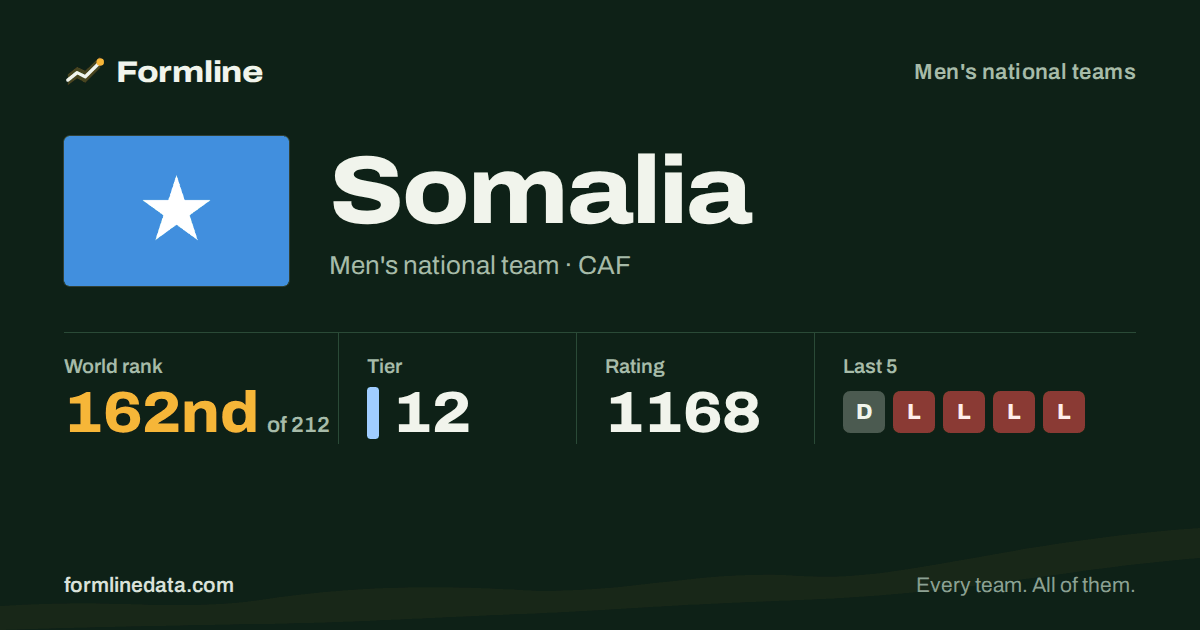 Formline
Men's national teams
Somalia
Men's national team · CAF
World rank
162nd of 212
Tier
12
Rating
1168
Last 5
D L L L L
formlinedata.com
Every team. All of them.